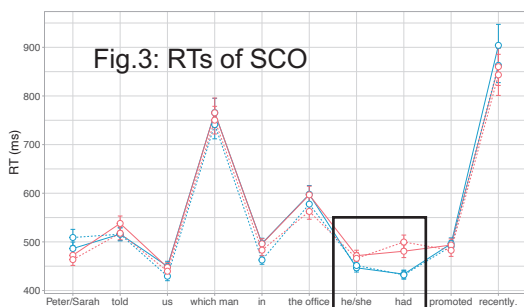 Fig.3: RTs of SCO
RT (ms)
900
800
700
600
500
400
Peter/Sarah told us which man in the office he/she had promoted recently.